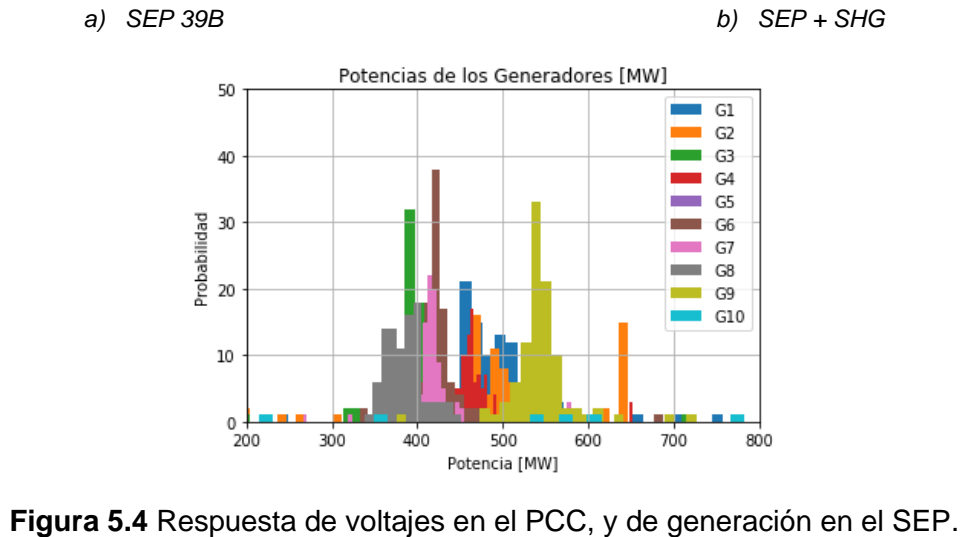 a) SEP 39B
b) SEP + SHG
Potencias de los Generadores [MW]
50
40
30
20
10
0
Probabilidad
G1
G2
G3
G4
G5
G6
G7
G8
G9
G10
200
300
400
500
600
700
800
Potencia [MW]
Figura 5.4 Respuesta de voltajes en el PCC, y de generación en el SEP.